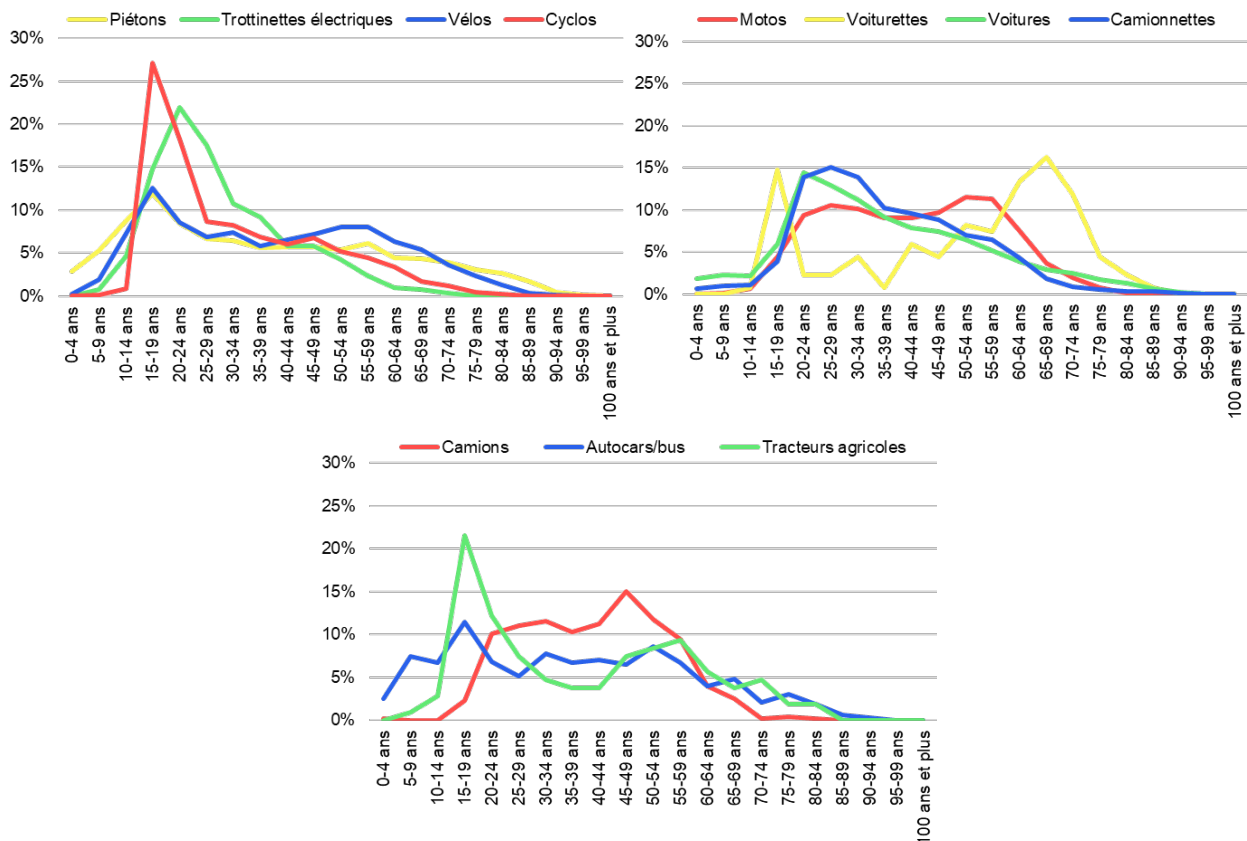 Piétons Trottinettes électriques Vélos Cyclos
30%
25%
20%
15%
10%
5%
0%
0-4 ans
5-9 ans
10-14 ans
15-19 ans
20-24 ans
25-29 ans
30-34 ans
35-39 ans
40-44 ans
45-49 ans
50-54 ans
55-59 ans
60-64 ans
65-69 ans
70-74 ans
75-79 ans
80-84 ans
85-89 ans
90-94 ans
95-99 ans
100 ans et plus
Motos Voiturettes Voitures Camionnettes
30%
25%
20%
15%
10%
5%
0%
0-4 ans
5-9 ans
10-14 ans
15-19 ans
20-24 ans
25-29 ans
30-34 ans
35-39 ans
40-44 ans
45-49 ans
50-54 ans
55-59 ans
60-64 ans
65-69 ans
70-74 ans
75-79 ans
80-84 ans
85-89 ans
90-94 ans
95-99 ans
100 ans et plus
Camions Autocars/bus Tracteurs agricoles
30%
25%
20%
15%
10%
5%
0%
0-4 ans
5-9 ans
10-14 ans
15-19 ans
20-24 ans
25-29 ans
30-34 ans
35-39 ans
40-44 ans
45-49 ans
50-54 ans
55-59 ans
60-64 ans
65-69 ans
70-74 ans
75-79 ans
80-84 ans
85-89 ans
90-94 ans
95-99 ans
100 ans et plus